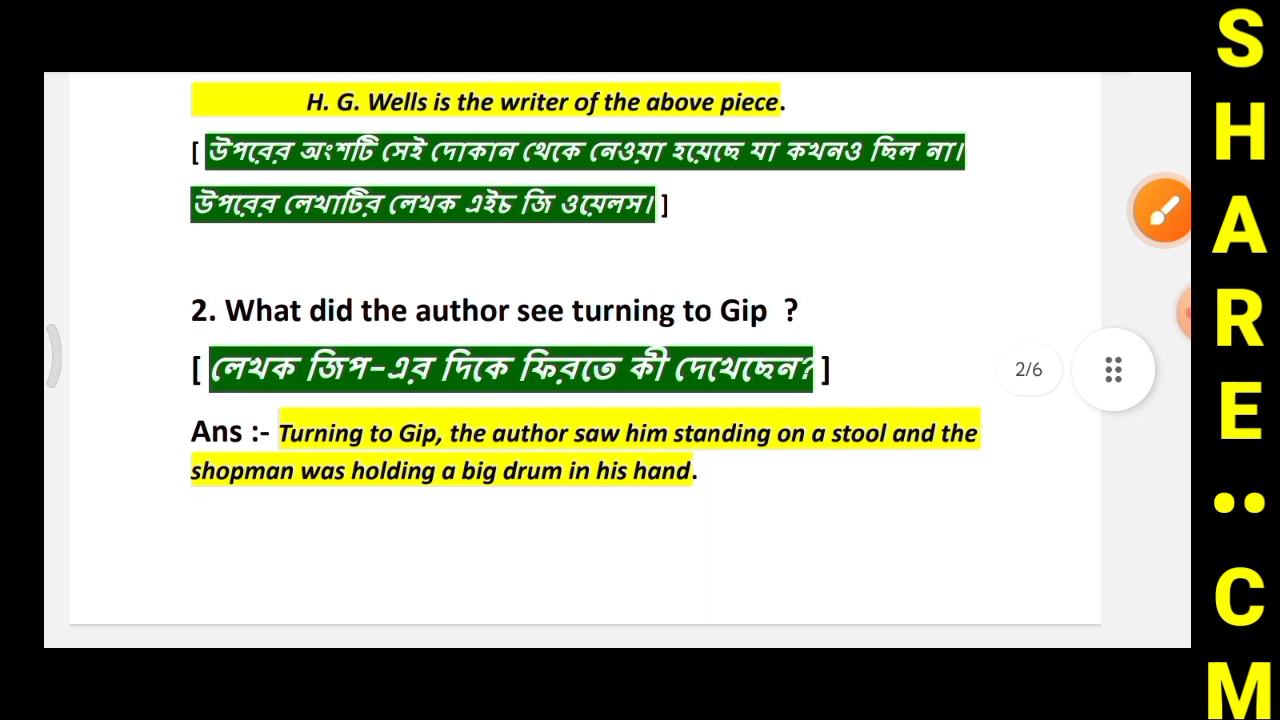 H. G. Wells is the writer of the above piece.
[ উপরের অংশটি সেই দোকান থেকে নেওয়া হয়েছে যা কখনও ছিল না।
উপরের লেখাটির লেখক এইচ জি ওয়েলস। ]
2. What did the author see turning to Gip ?
[ লেখক জিপ-এর দিকে ফিরতে কী দেখেছেন? ]
2/6
Ans :- Turning to Gip, the author saw him standing on a stool and the
shopman was holding a big drum in his hand.
SHARE •• CM